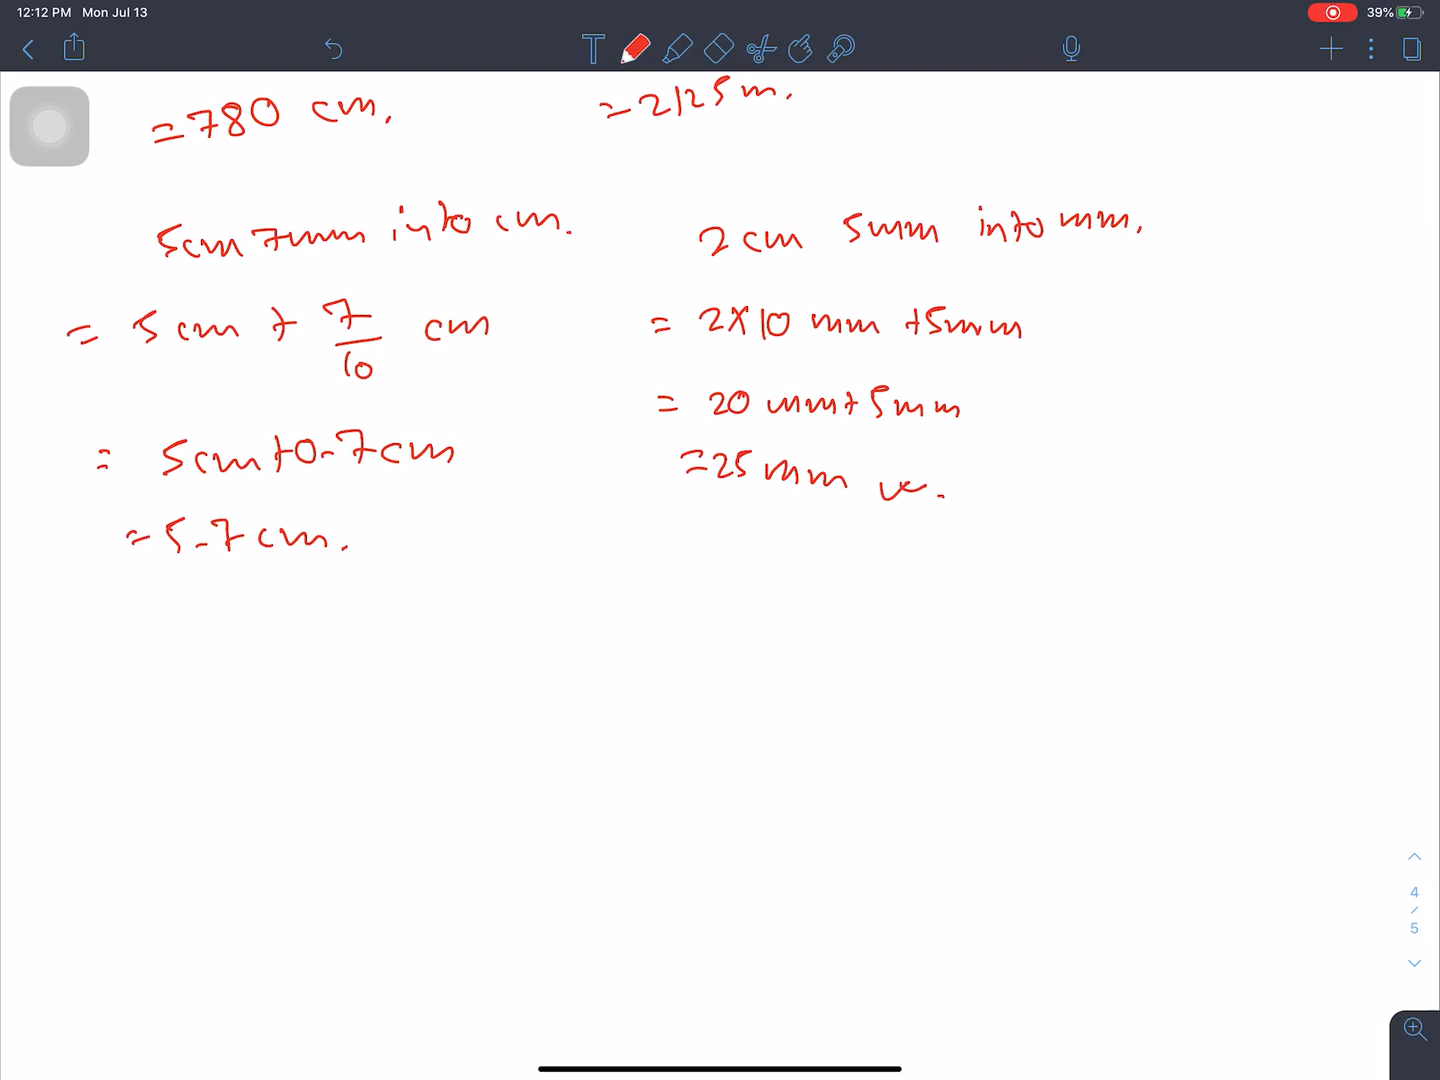 12:12 PM Mon Jul 13
39%
T
= 780 cm.
= 2125 m.
5cm 7mm into cm.
= 5 cm + 7/10 cm
= 5cm + 0.7cm
= 5.7 cm.
2 cm 5mm into mm.
= 2×10 mm + 5mm
= 20 mm + 5mm
= 25 mm
4
/
5